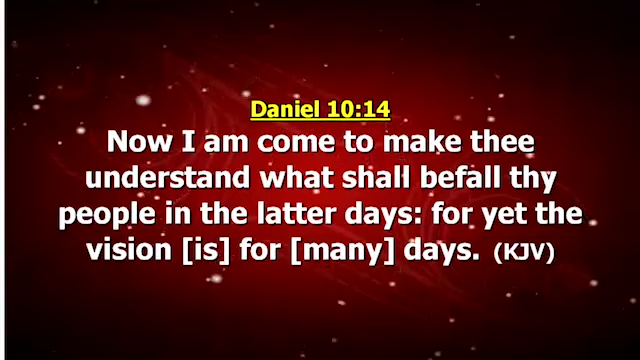 Daniel 10:14
Now I am come to make thee
understand what shall befall thy
people in the latter days: for yet the
vision [is] for [many] days. (KJV)